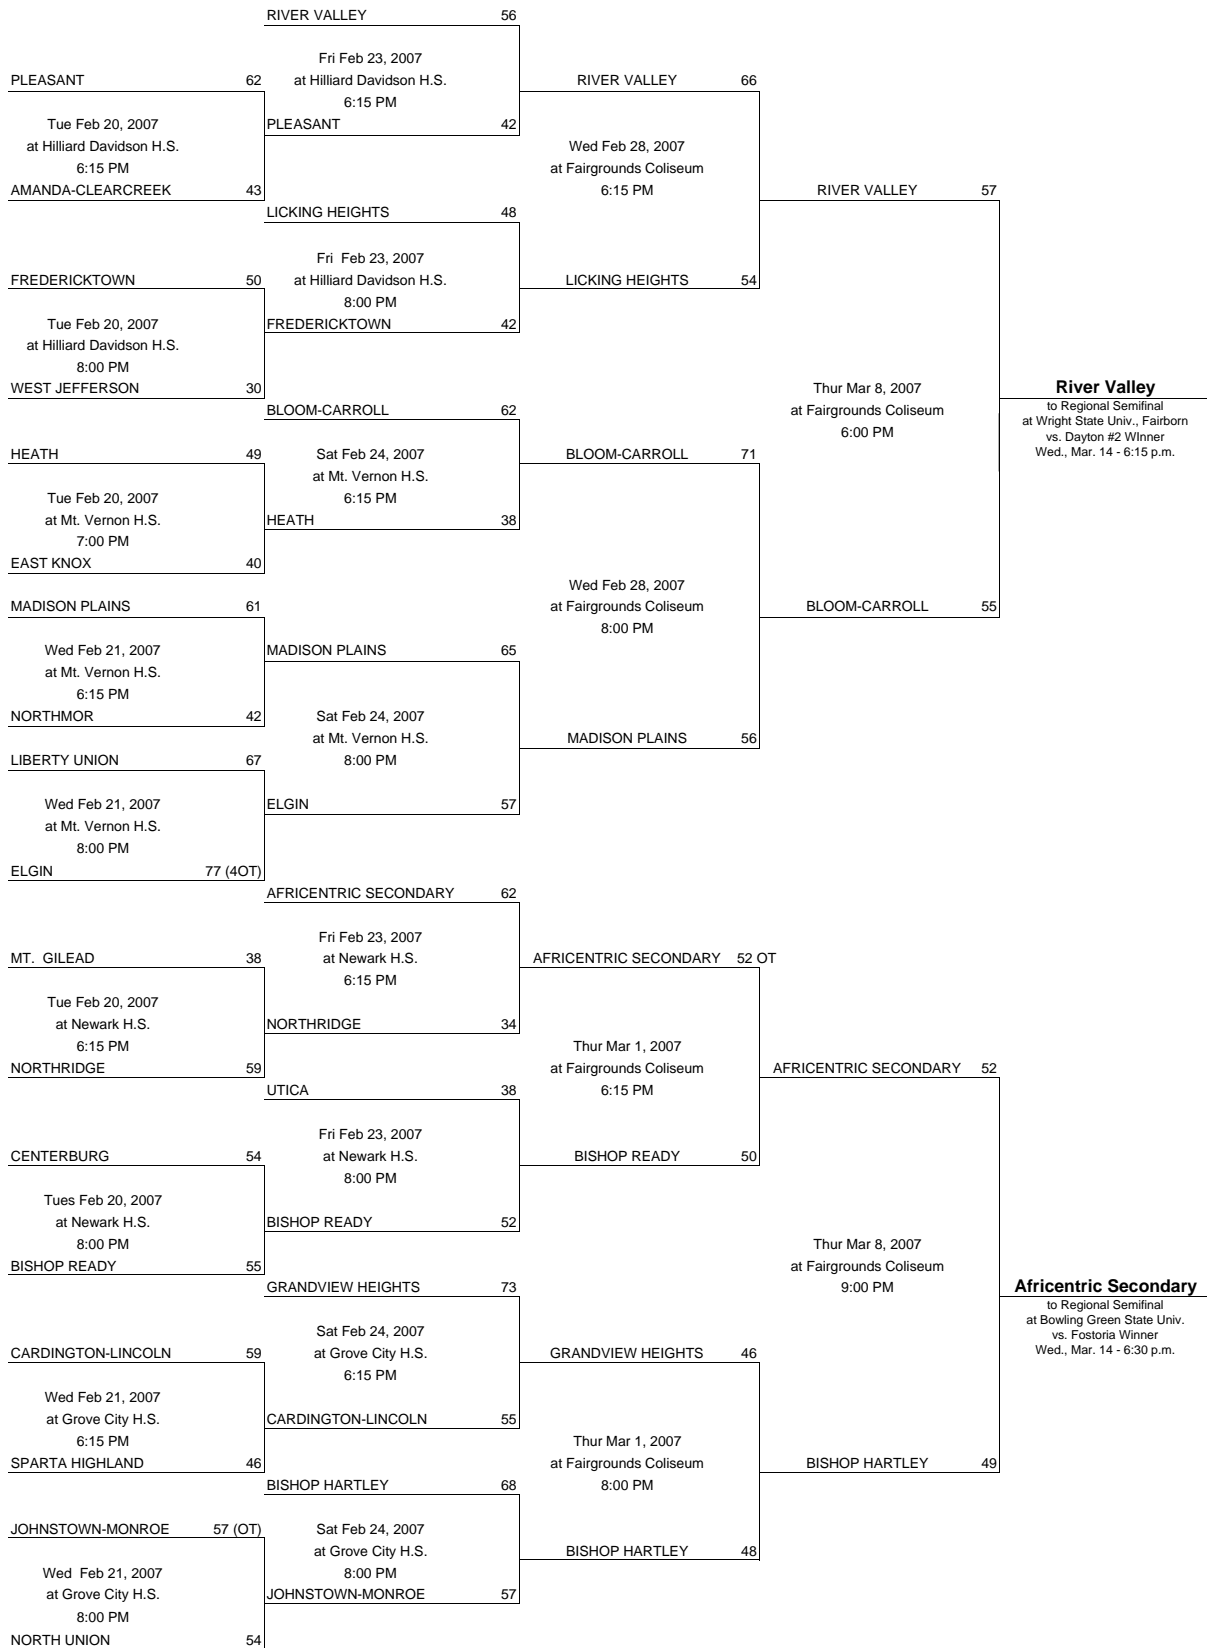 RIVER VALLEY 56
Fri Feb 23, 2007
PLEASANT 62
at Hilliard Davidson H.S.
RIVER VALLEY 66
6:15 PM
Tue Feb 20, 2007
PLEASANT 42
at Hilliard Davidson H.S.
Wed Feb 28, 2007
6:15 PM
at Fairgrounds Coliseum
AMANDA-CLEARCREEK 43
6:15 PM
RIVER VALLEY 57
LICKING HEIGHTS 48
Fri Feb 23, 2007
FREDERICKTOWN 50
at Hilliard Davidson H.S.
LICKING HEIGHTS 54
8:00 PM
Tue Feb 20, 2007
FREDERICKTOWN 42
at Hilliard Davidson H.S.
8:00 PM
WEST JEFFERSON 30
Thur Mar 8, 2007
River Valley
BLOOM-CARROLL 62
at Fairgrounds Coliseum
to Regional Semifinal
at Wright State Univ., Fairborn
6:00 PM
vs. Dayton #2 WInner
Wed., Mar. 14 - 6:15 p.m.
HEATH 49
Sat Feb 24, 2007
BLOOM-CARROLL 71
at Mt. Vernon H.S.
Tue Feb 20, 2007
6:15 PM
at Mt. Vernon H.S.
HEATH 38
7:00 PM
EAST KNOX 40
Wed Feb 28, 2007
MADISON PLAINS 61
at Fairgrounds Coliseum
BLOOM-CARROLL 55
8:00 PM
Wed Feb 21, 2007
MADISON PLAINS 65
at Mt. Vernon H.S.
6:15 PM
NORTHMOR 42
Sat Feb 24, 2007
at Mt. Vernon H.S.
MADISON PLAINS 56
LIBERTY UNION 67
8:00 PM
Wed Feb 21, 2007
ELGIN 57
at Mt. Vernon H.S.
8:00 PM
ELGIN 77 (4OT)
AFRICENTRIC SECONDARY 62
Fri Feb 23, 2007
MT. GILEAD 38
at Newark H.S.
AFRICENTRIC SECONDARY 52 OT
6:15 PM
Tue Feb 20, 2007
at Newark H.S.
NORTHRIDGE 34
6:15 PM
Thur Mar 1, 2007
NORTHRIDGE 59
at Fairgrounds Coliseum
AFRICENTRIC SECONDARY 52
UTICA 38
6:15 PM
Fri Feb 23, 2007
CENTERBURG 54
at Newark H.S.
BISHOP READY 50
8:00 PM
Tues Feb 20, 2007
at Newark H.S.
BISHOP READY 52
8:00 PM
Thur Mar 8, 2007
BISHOP READY 55
at Fairgrounds Coliseum
GRANDVIEW HEIGHTS 73
9:00 PM
Africentric Secondary
to Regional Semifinal
at Bowling Green State Univ.
vs. Fostoria Winner
Wed., Mar. 14 - 6:30 p.m.
Sat Feb 24, 2007
CARDINGTON-LINCOLN 59
at Grove City H.S.
GRANDVIEW HEIGHTS 46
6:15 PM
Wed Feb 21, 2007
at Grove City H.S.
CARDINGTON-LINCOLN 55
6:15 PM
Thur Mar 1, 2007
SPARTA HIGHLAND 46
at Fairgrounds Coliseum
BISHOP HARTLEY 49
BISHOP HARTLEY 68
8:00 PM
JOHNSTOWN-MONROE 57 (OT)
Sat Feb 24, 2007
at Grove City H.S.
BISHOP HARTLEY 48
Wed Feb 21, 2007
8:00 PM
at Grove City H.S.
JOHNSTOWN-MONROE 57
8:00 PM
NORTH UNION 54